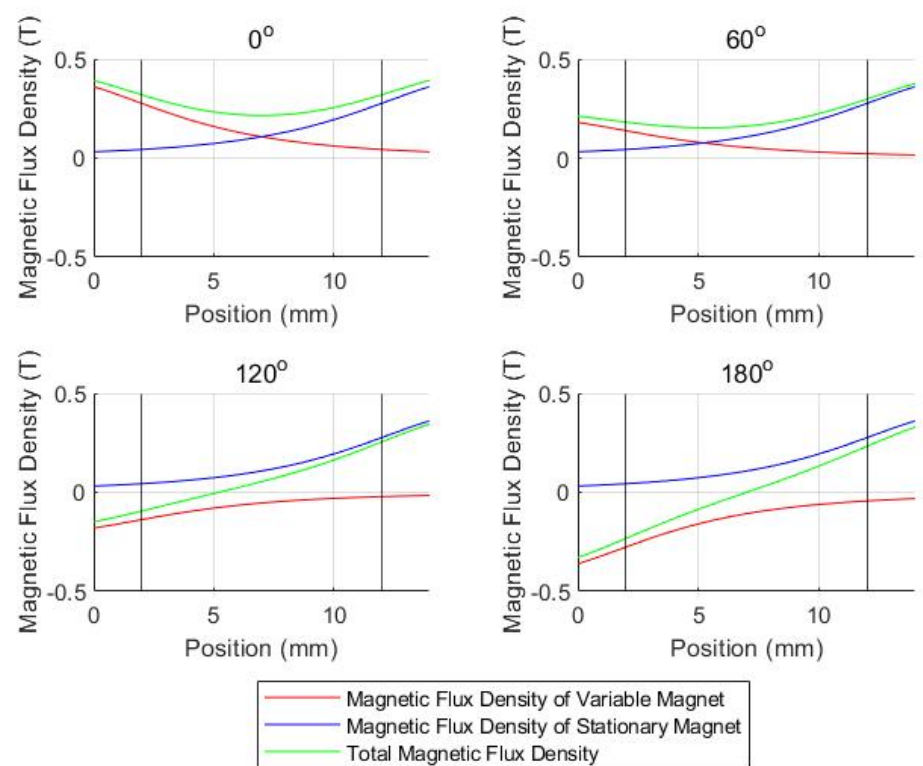 0°
Magnetic Flux Density (T)
0.5
0
-0.5
0 5 10
Position (mm)
60°
Magnetic Flux Density (T)
0.5
0
-0.5
0 5 10
Position (mm)
120°
Magnetic Flux Density (T)
0.5
0
-0.5
0 5 10
Position (mm)
180°
Magnetic Flux Density (T)
0.5
0
-0.5
0 5 10
Position (mm)
Magnetic Flux Density of Variable Magnet
Magnetic Flux Density of Stationary Magnet
Total Magnetic Flux Density